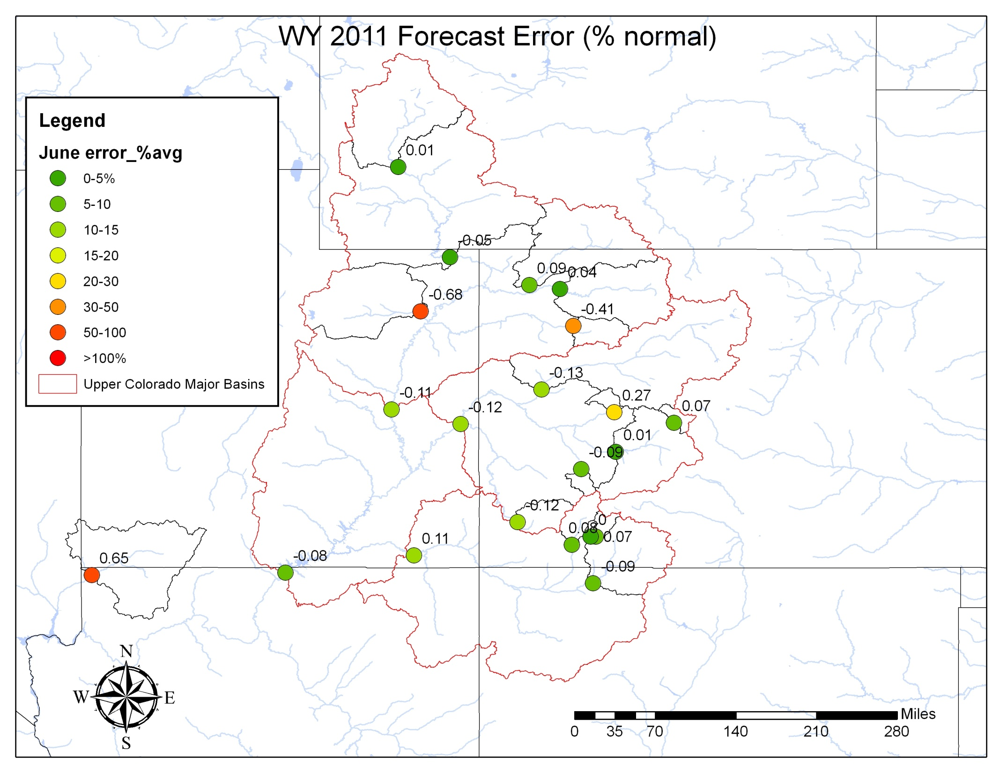 WY 2011 Forecast Error (% normal)
Legend
June error_%avg
0-5%
5-10
10-15
15-20
20-30
30-50
50-100
>100%
Upper Colorado Major Basins
0.01
-0.05
0.09
0.04
-0.68
-0.41
-0.13
-0.11
0.27
-0.12
0.07
0.01
-0.09
-0.12
0
0.08
0.07
0.11
-0.08
0.65
-0.09
N
W
E
S
Miles
0 35 70 140 210 280